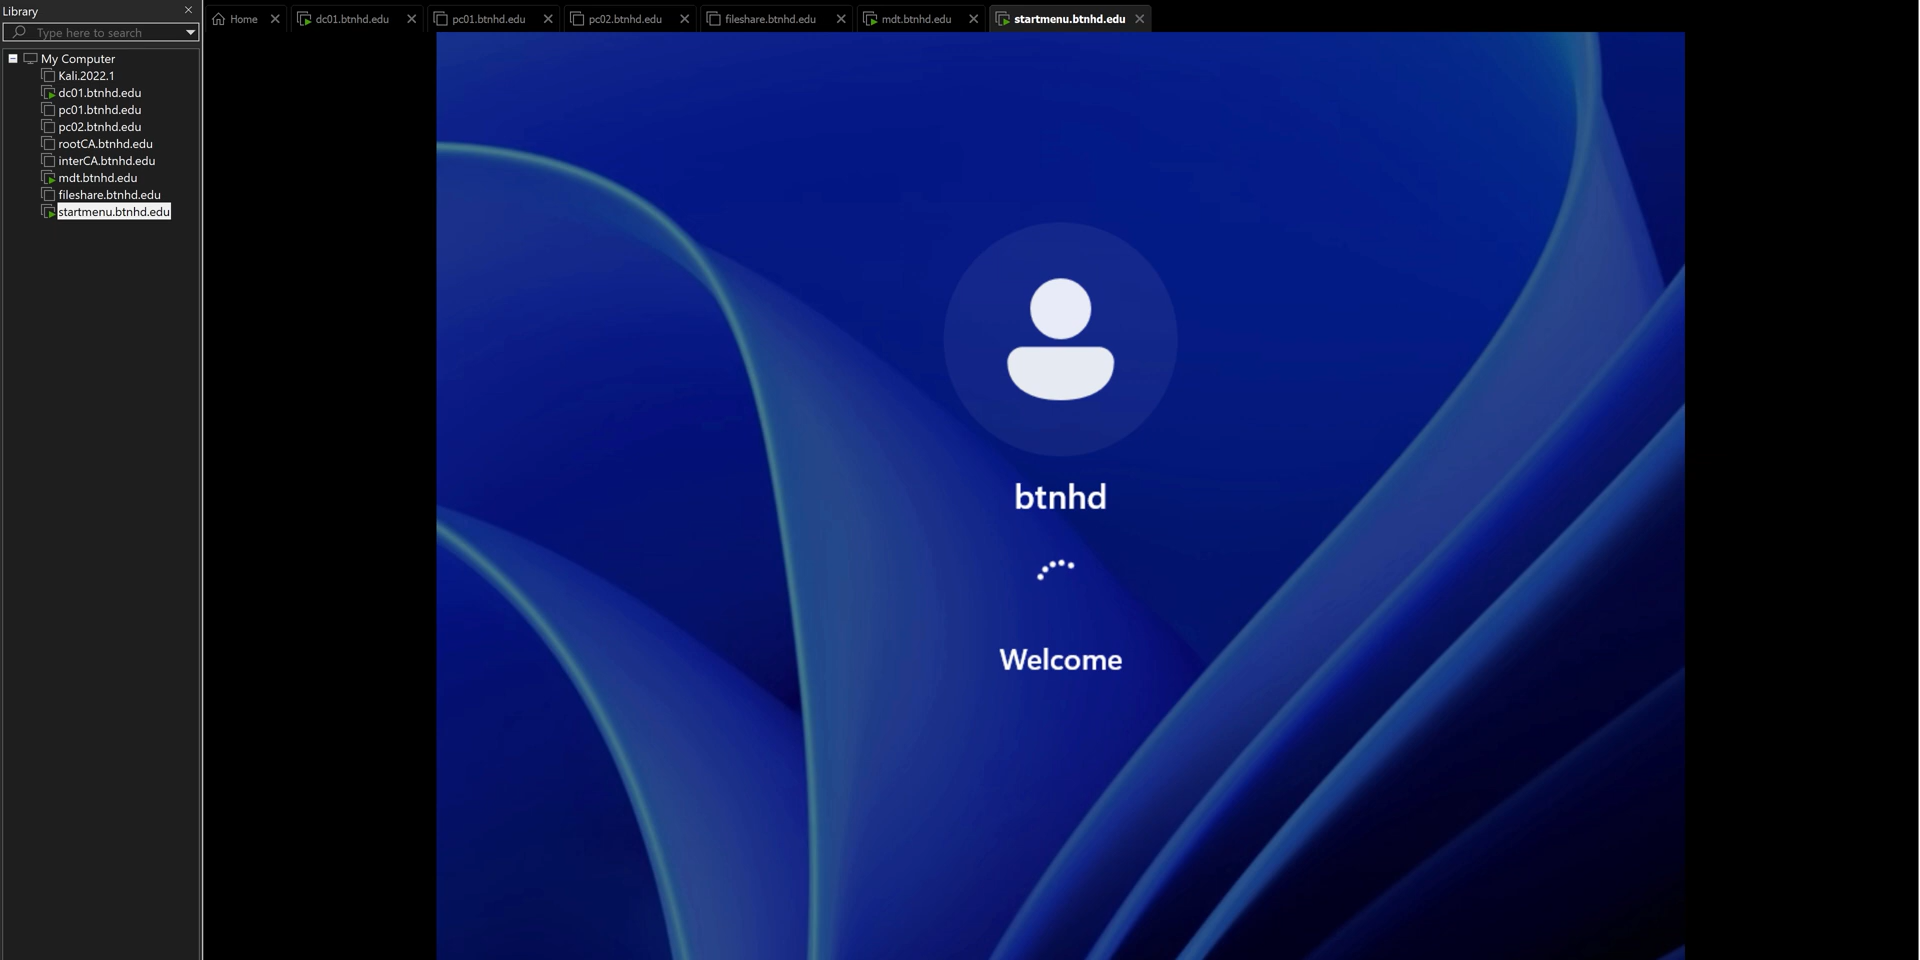 Library
Type here to search
My Computer
Kali.2022.1
dc01.btnhd.edu
pc01.btnhd.edu
pc02.btnhd.edu
rootCA.btnhd.edu
interCA.btnhd.edu
mdt.btnhd.edu
fileshare.btnhd.edu
startmenu.btnhd.edu
Home
dc01.btnhd.edu
pc01.btnhd.edu
pc02.btnhd.edu
fileshare.btnhd.edu
mdt.btnhd.edu
startmenu.btnhd.edu
btnhd
Welcome